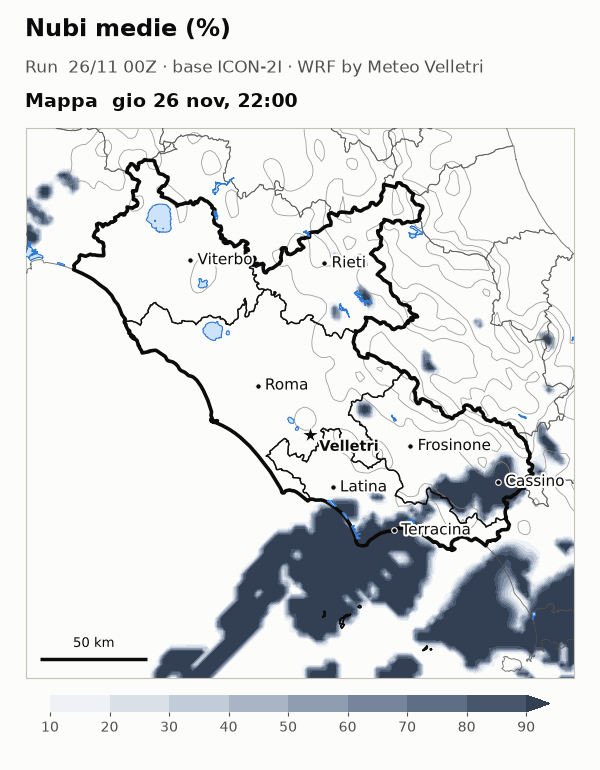 Nubi medie (%)
Run  26/11 00Z · base ICON-2I · WRF by Meteo Velletri
Mappa  gio 26 nov, 22:00
Viterbo
Rieti
Roma
Velletri
Frosinone
Cassino
Latina
Terracina
50 km
10 20 30 40 50 60 70 80 90